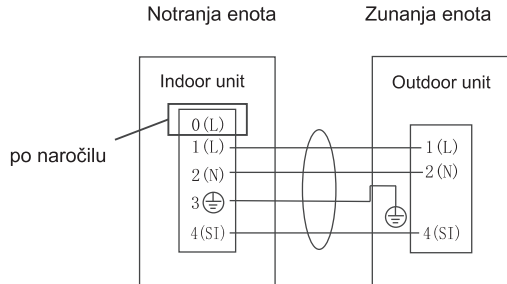 Notranja enota
Zunanja enota
Indoor unit
Outdoor unit
po naročilu
0(L)
1(L)
2(N)
3
4(SI)
1(L)
2(N)
4(SI)